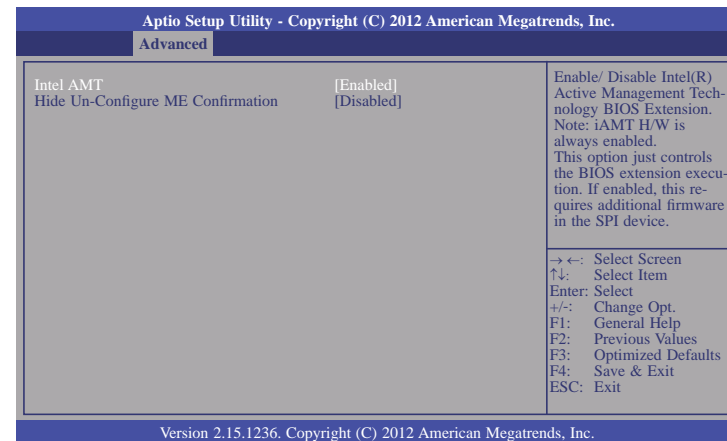 Aptio Setup Utility - Copyright (C) 2012 American Megatrends, Inc.
Advanced
Intel AMT [Enabled]
Hide Un-Configure ME Confirmation [Disabled]
Enable/ Disable Intel(R)
Active Management Tech-
nology BIOS Extension.
Note: iAMT H/W is
always enabled.
This option just controls
the BIOS extension execu-
tion. If enabled, this re-
quires additional firmware
in the SPI device.
→←: Select Screen
↑↓: Select Item
Enter: Select
+/-: Change Opt.
F1: General Help
F2: Previous Values
F3: Optimized Defaults
F4: Save & Exit
ESC: Exit
Version 2.15.1236. Copyright (C) 2012 American Megatrends, Inc.